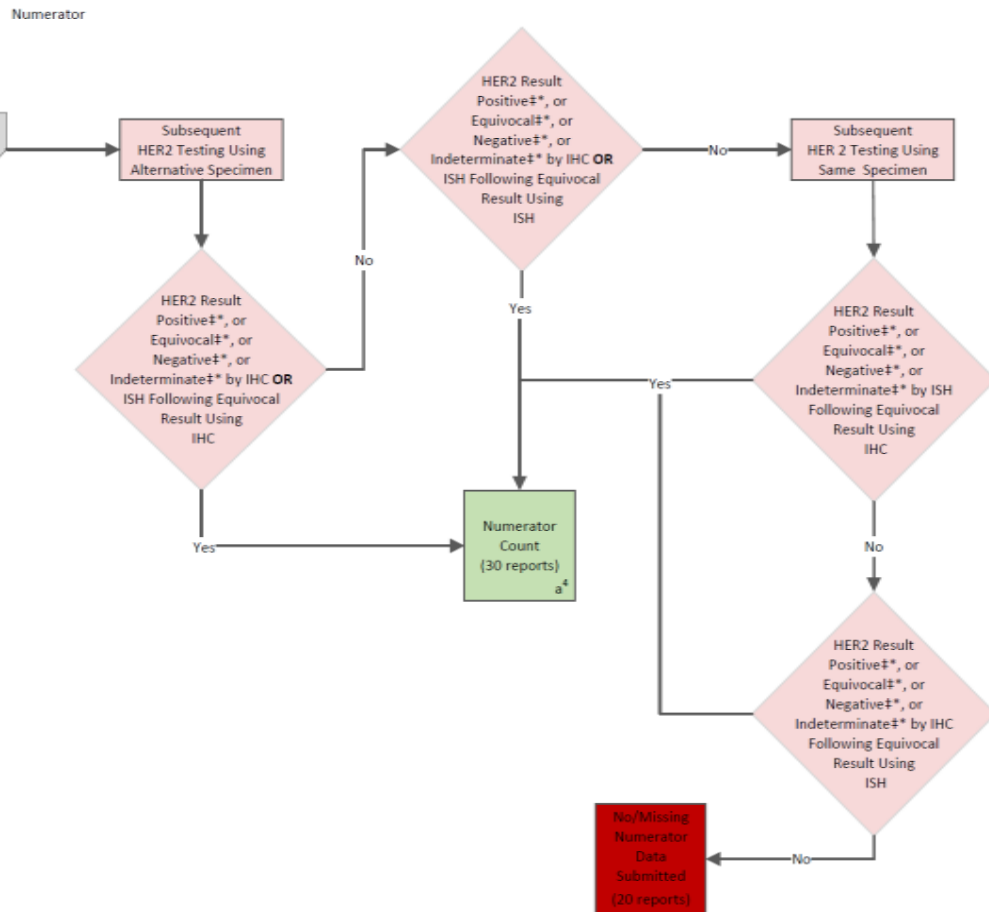 Numerator
Subsequent
HER2 Testing Using
Alternative Specimen
HER2 Result
Positive‡*, or
Equivocal‡*, or
Negative‡*, or
Indeterminate‡* by IHC OR
ISH Following Equivocal
Result Using
IHC
Yes
No
HER2 Result
Positive‡*, or
Equivocal‡*, or
Negative‡*, or
Indeterminate‡* by IHC OR
ISH Following Equivocal
Result Using
ISH
Yes
No
Subsequent
HER 2 Testing Using
Same Specimen
HER2 Result
Positive‡*, or
Equivocal‡*, or
Negative‡*, or
Indeterminate‡* by ISH
Following Equivocal
Result Using
IHC
Yes
No
HER2 Result
Positive‡*, or
Equivocal‡*, or
Negative‡*, or
Indeterminate‡* by IHC
Following Equivocal
Result Using
ISH
No
Numerator
Count
(30 reports)
a⁴
No/Missing
Numerator
Data
Submitted
(20 reports)